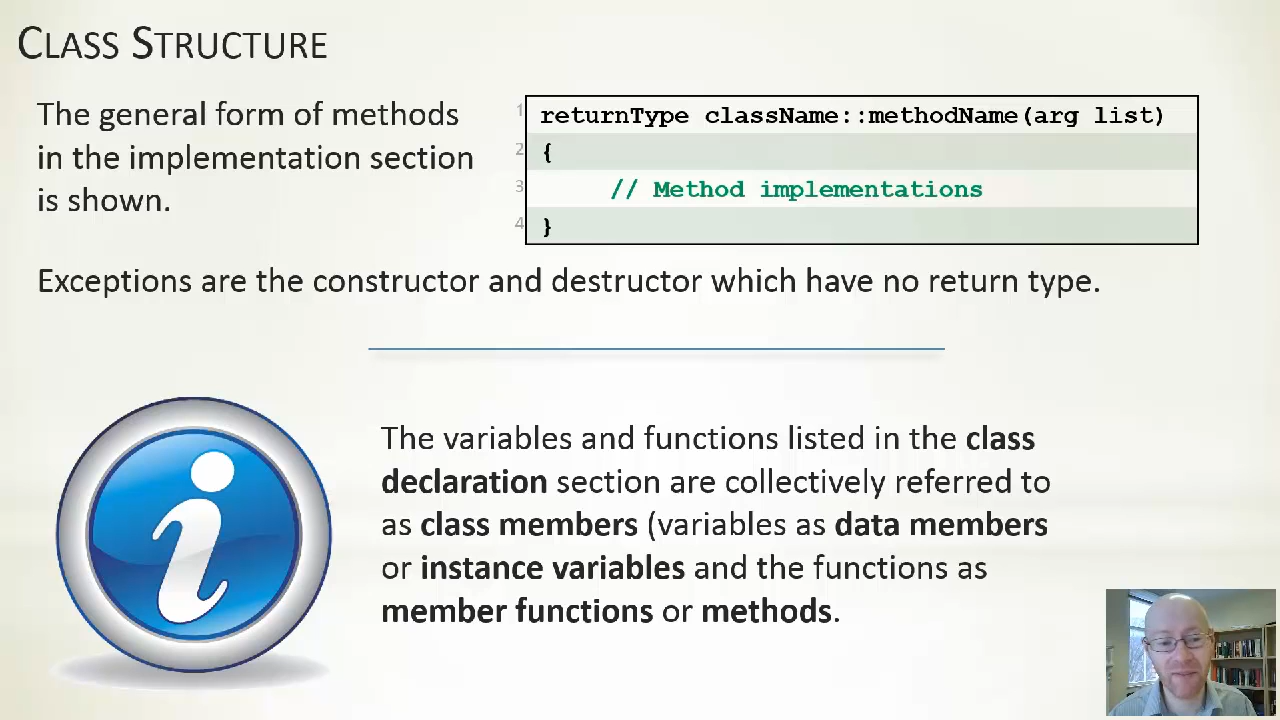 CLASS STRUCTURE
The general form of methods
in the implementation section
is shown.
1 returnType className::methodName(arg list)
2 {
3 // Method implementations
4 }
Exceptions are the constructor and destructor which have no return type.
i
The variables and functions listed in the class
declaration section are collectively referred to
as class members (variables as data members
or instance variables and the functions as
member functions or methods.